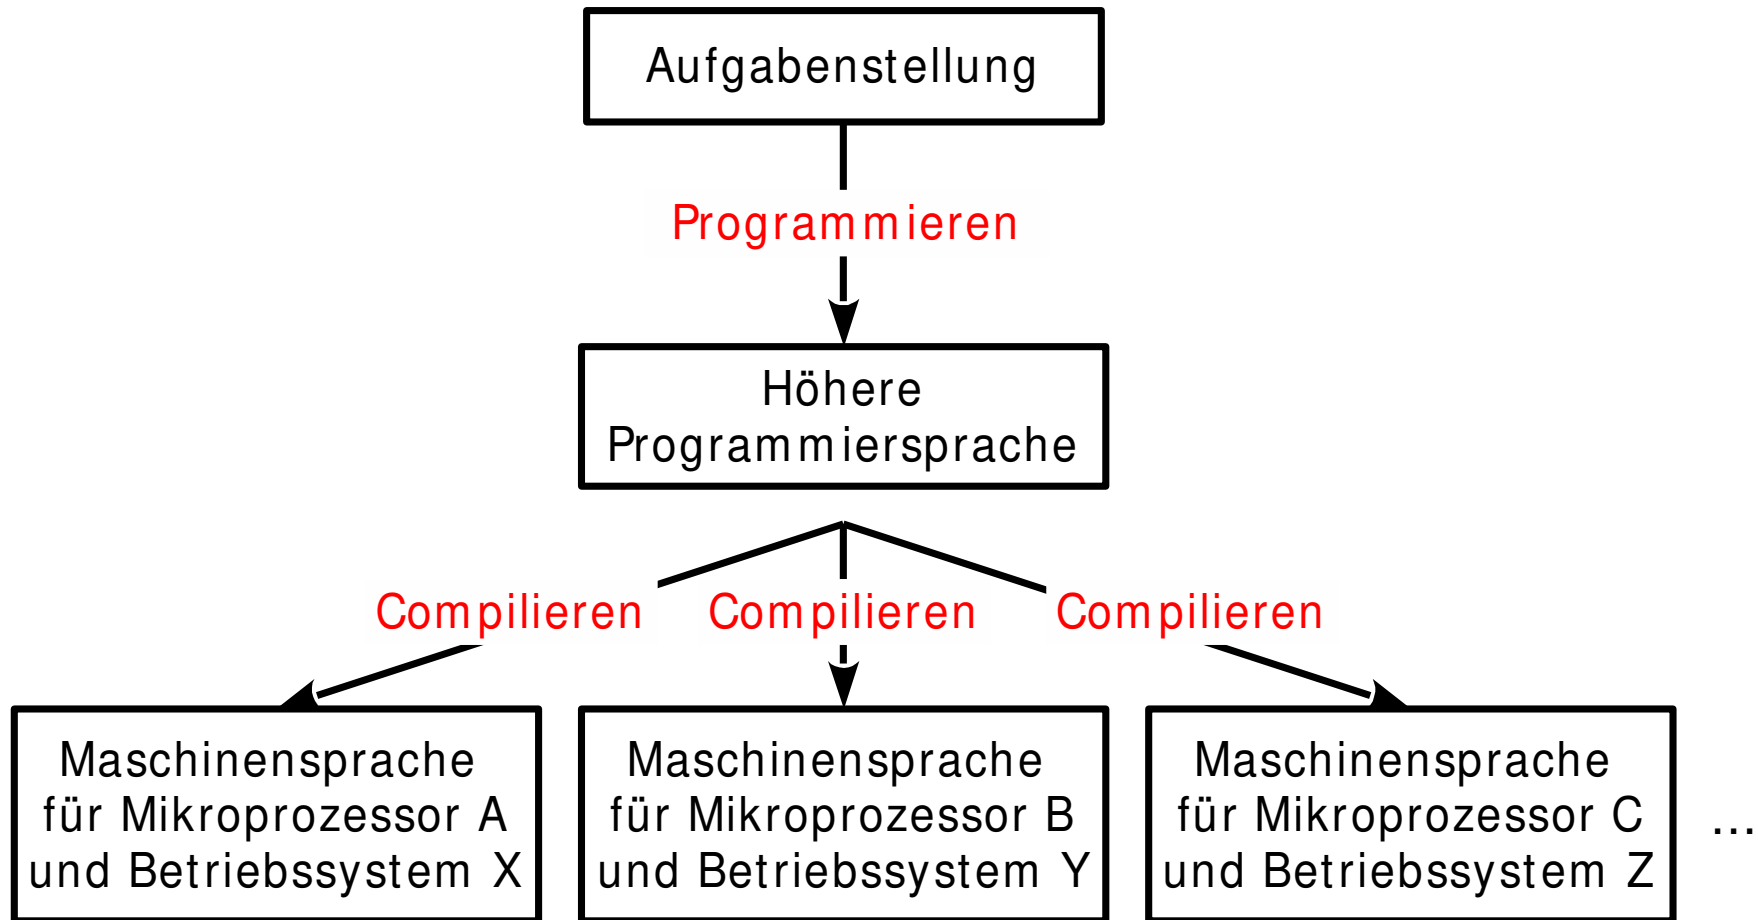 Aufgabenstellung
Programmieren
Höhere
Programmiersprache
Compilieren Compilieren Compilieren
Maschinensprache
für Mikroprozessor A
und Betriebssystem X
Maschinensprache
für Mikroprozessor B
und Betriebssystem Y
Maschinensprache
für Mikroprozessor C
und Betriebssystem Z
...